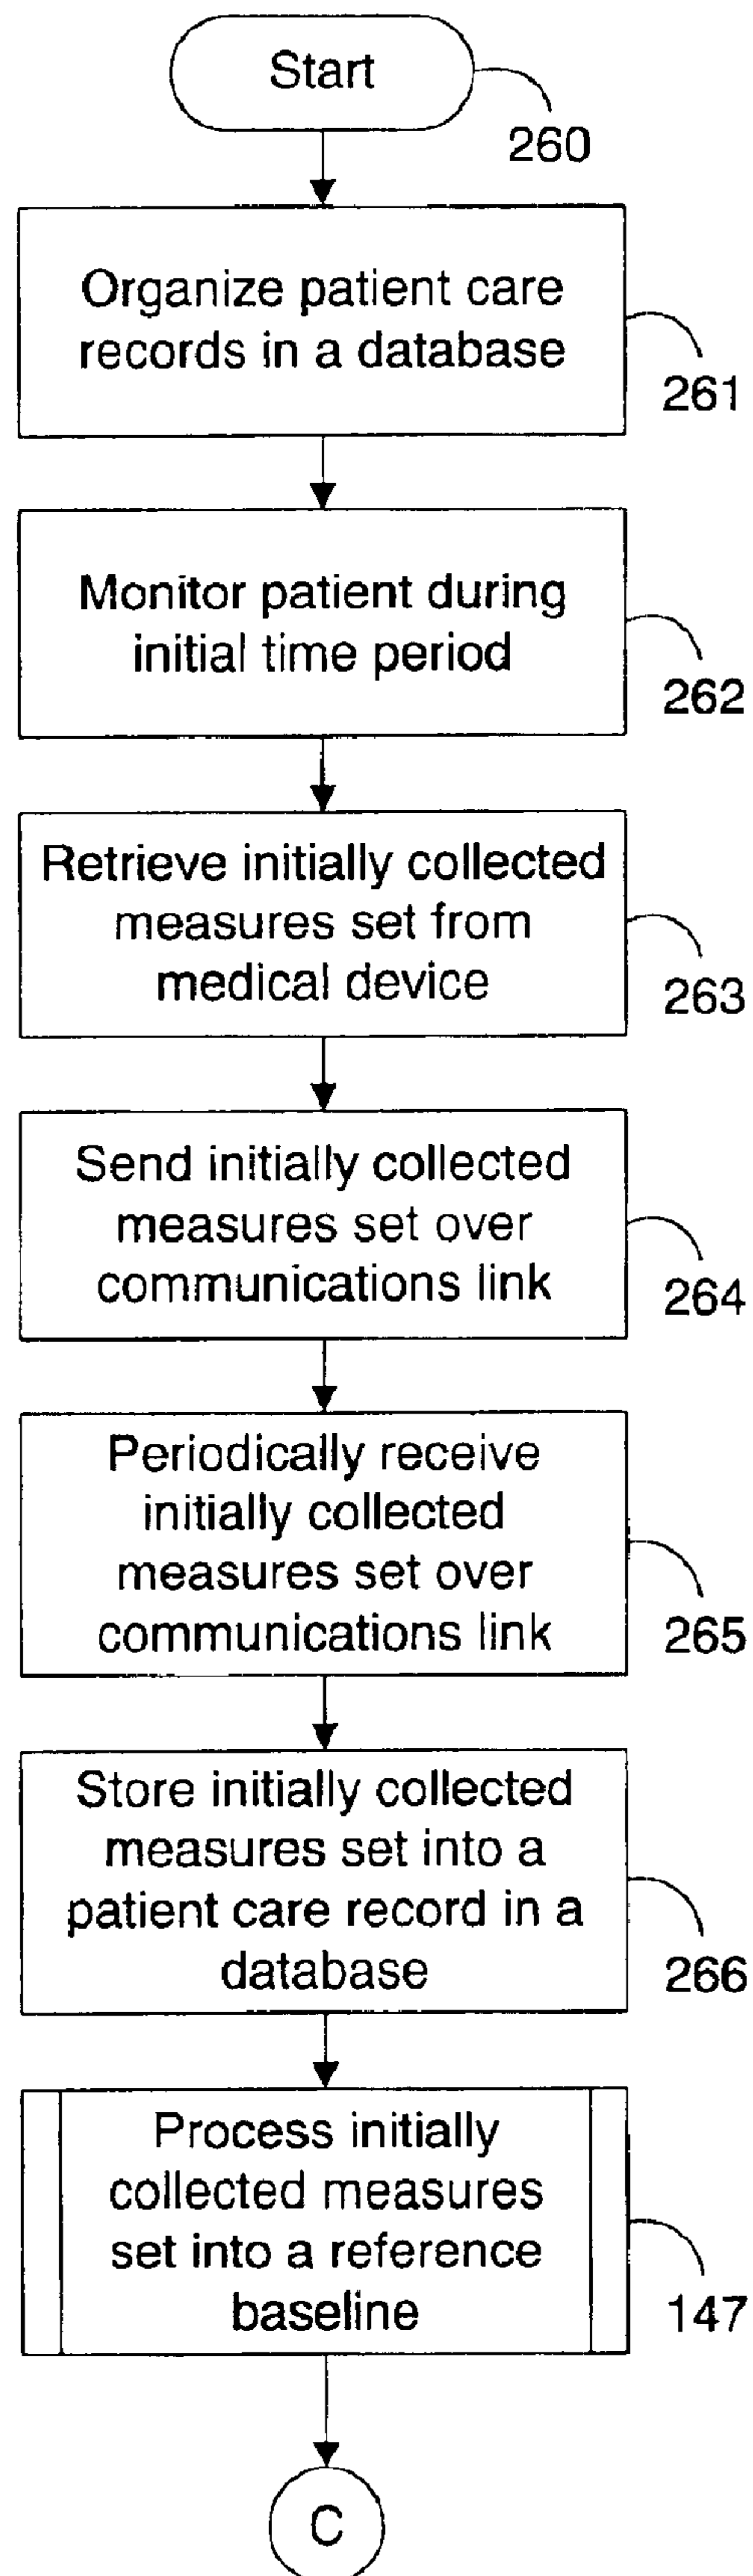 Start
260
Organize patient care
records in a database
261
Monitor patient during
initial time period
262
Retrieve initially collected
measures set from
medical device
263
Send initially collected
measures set over
communications link
264
Periodically receive
initially collected
measures set over
communications link
265
Store initially collected
measures set into a
patient care record in a
database
266
Process initially
collected measures
set into a reference
baseline
147
C